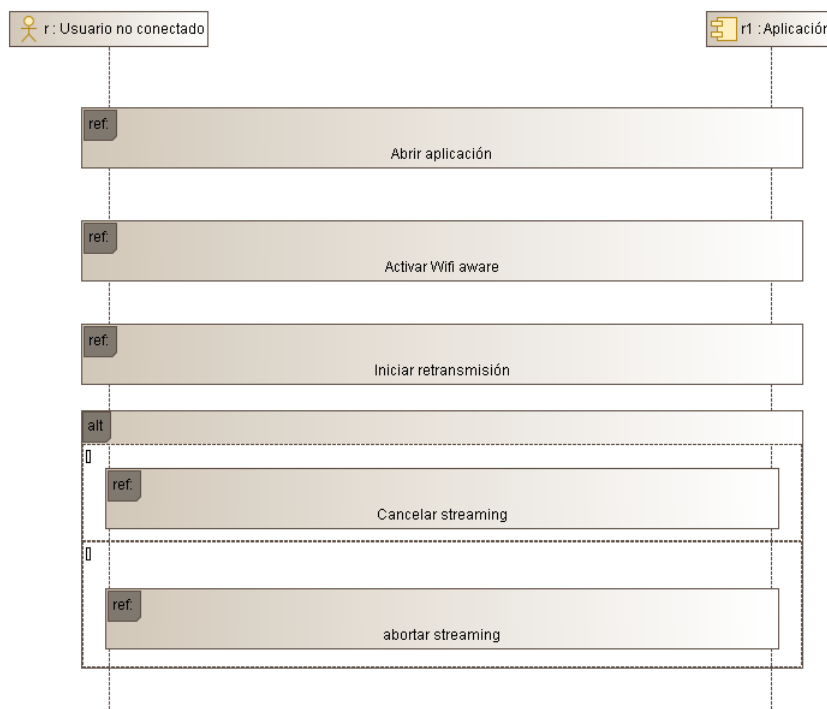 r : Usuario no conectado
r1 : Aplicación
ref:
Abrir aplicación
ref:
Activar Wifi aware
ref:
Iniciar retransmisión
alt
[]
ref:
Cancelar streaming
[]
ref:
abortar streaming